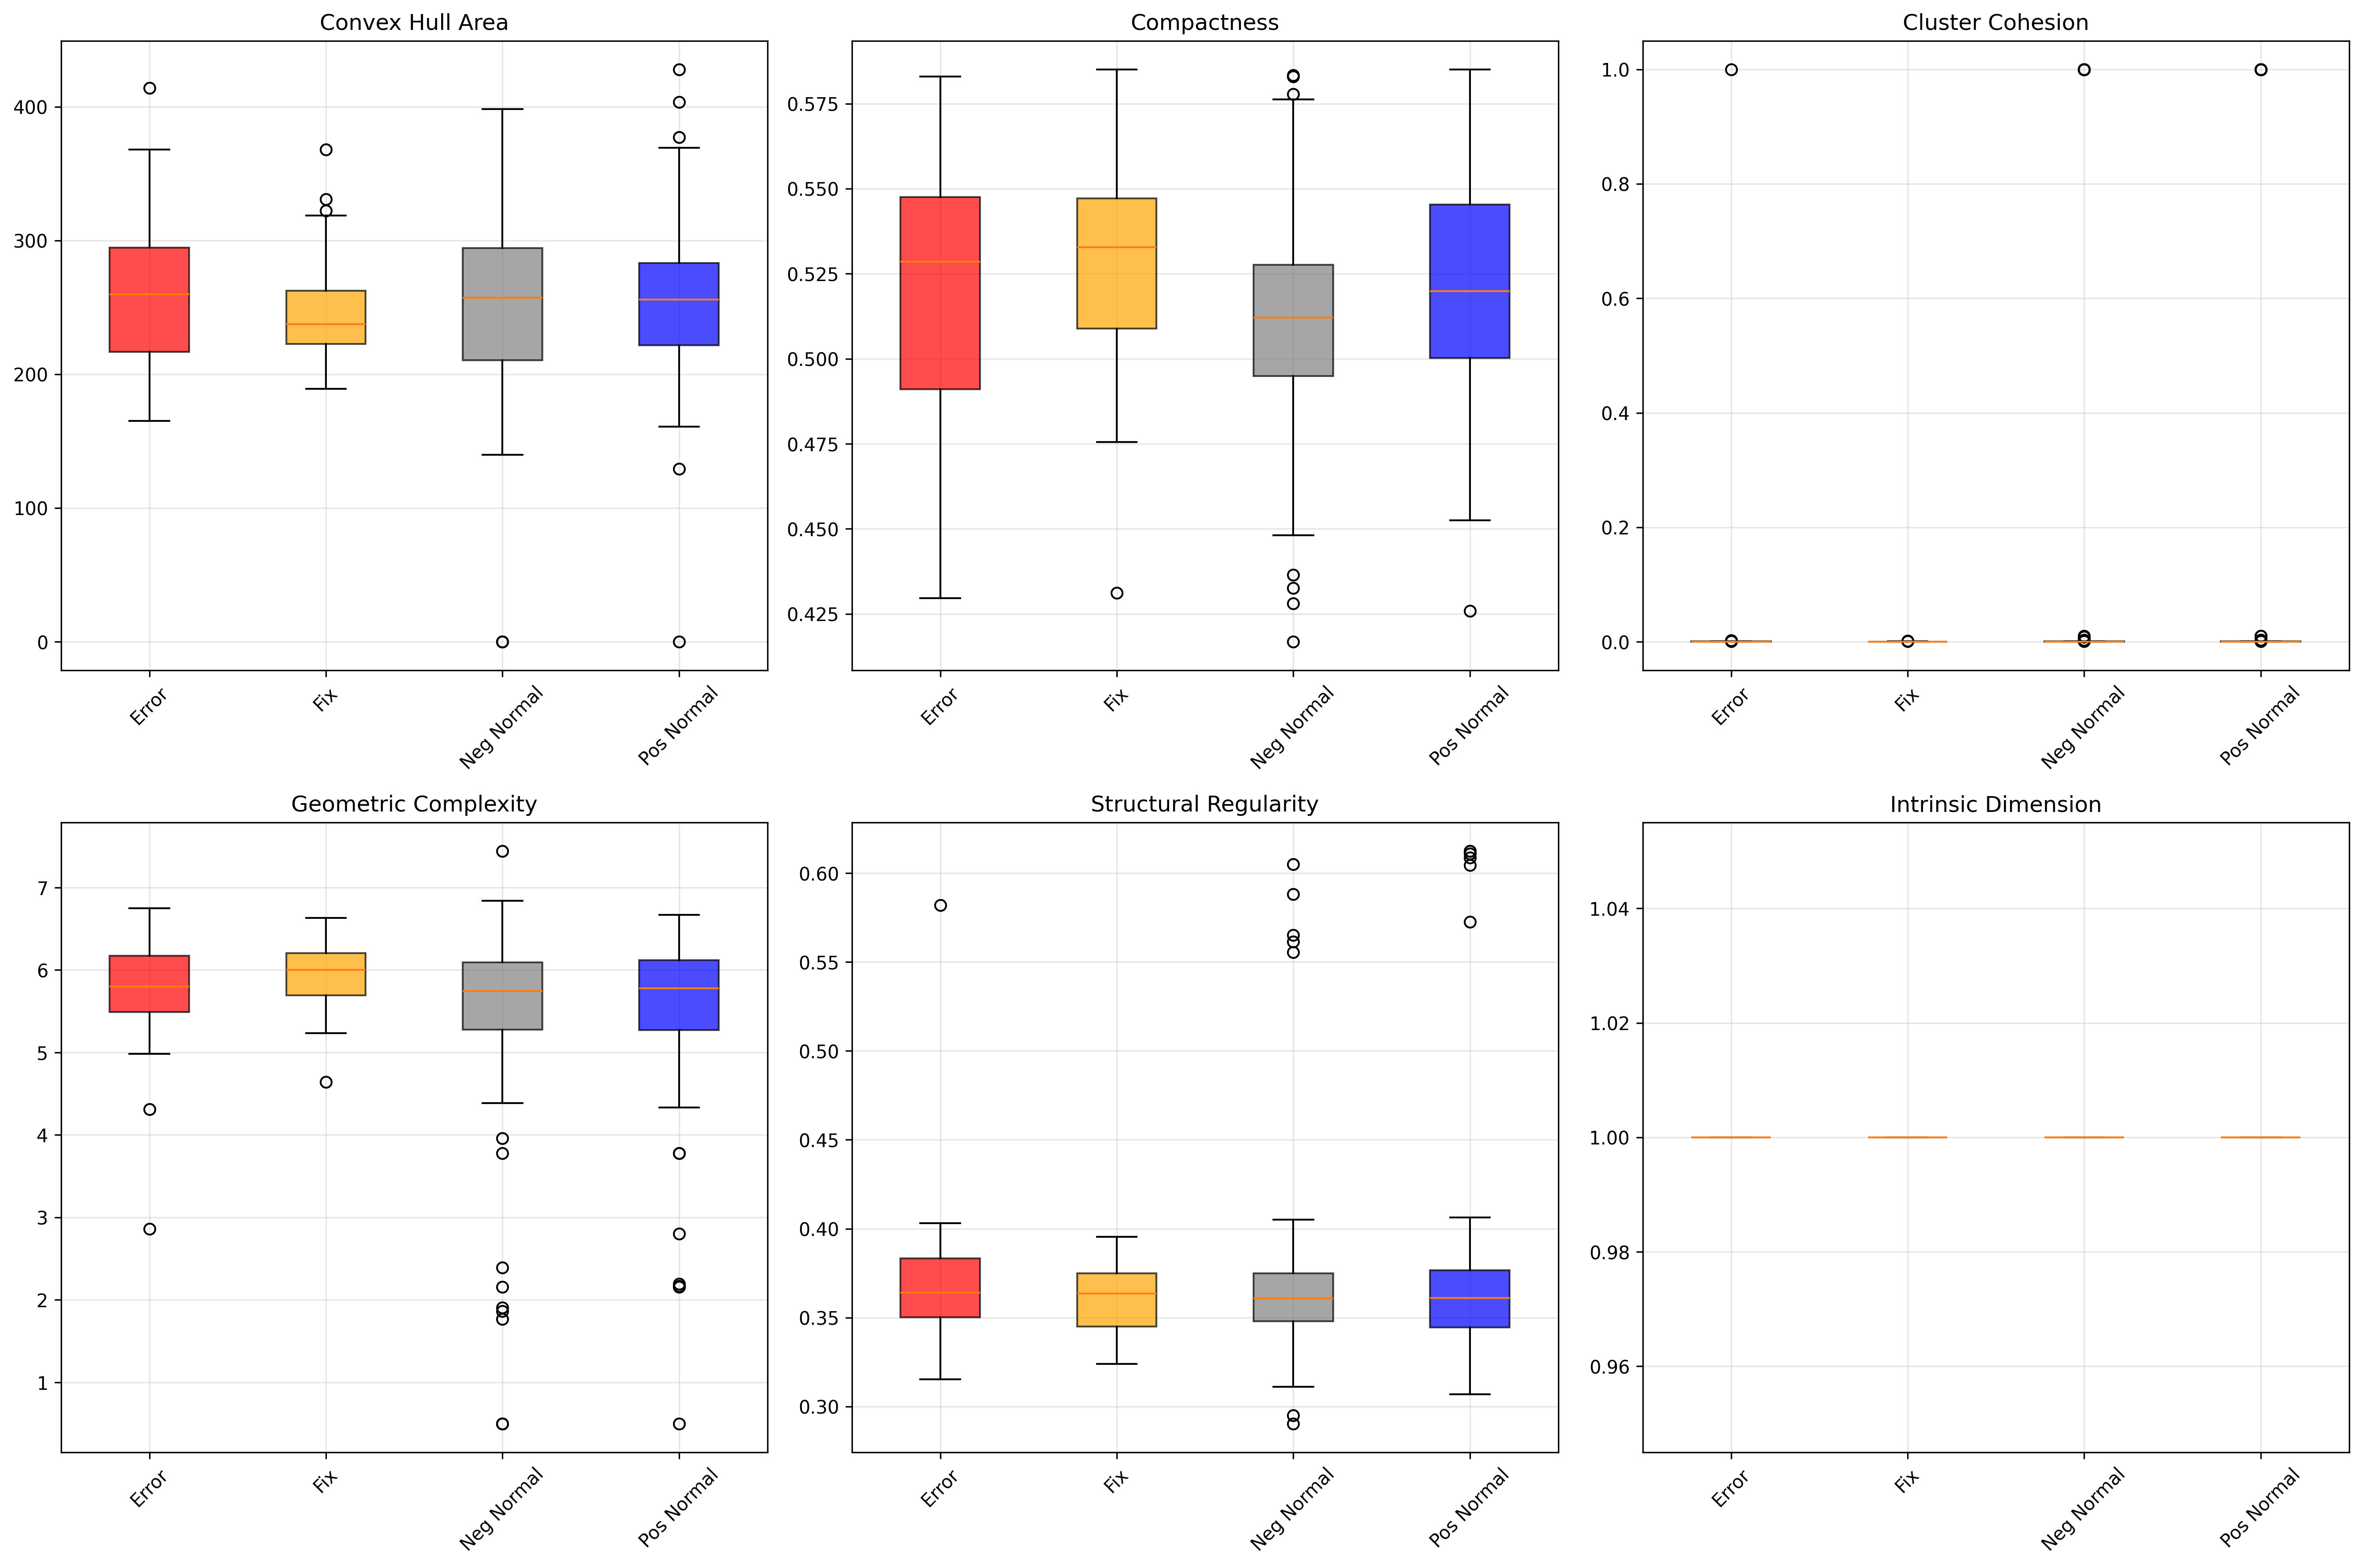 Convex Hull Area
400
300
200
100
0
Error
Fix
Neg Normal
Pos Normal
Compactness
0.575
0.550
0.525
0.500
0.475
0.450
0.425
Error
Fix
Neg Normal
Pos Normal
Cluster Cohesion
1.0
0.8
0.6
0.4
0.2
0.0
Error
Fix
Neg Normal
Pos Normal
Geometric Complexity
7
6
5
4
3
2
1
Error
Fix
Neg Normal
Pos Normal
Structural Regularity
0.60
0.55
0.50
0.45
0.40
0.35
0.30
Error
Fix
Neg Normal
Pos Normal
Intrinsic Dimension
1.04
1.02
1.00
0.98
0.96
Error
Fix
Neg Normal
Pos Normal